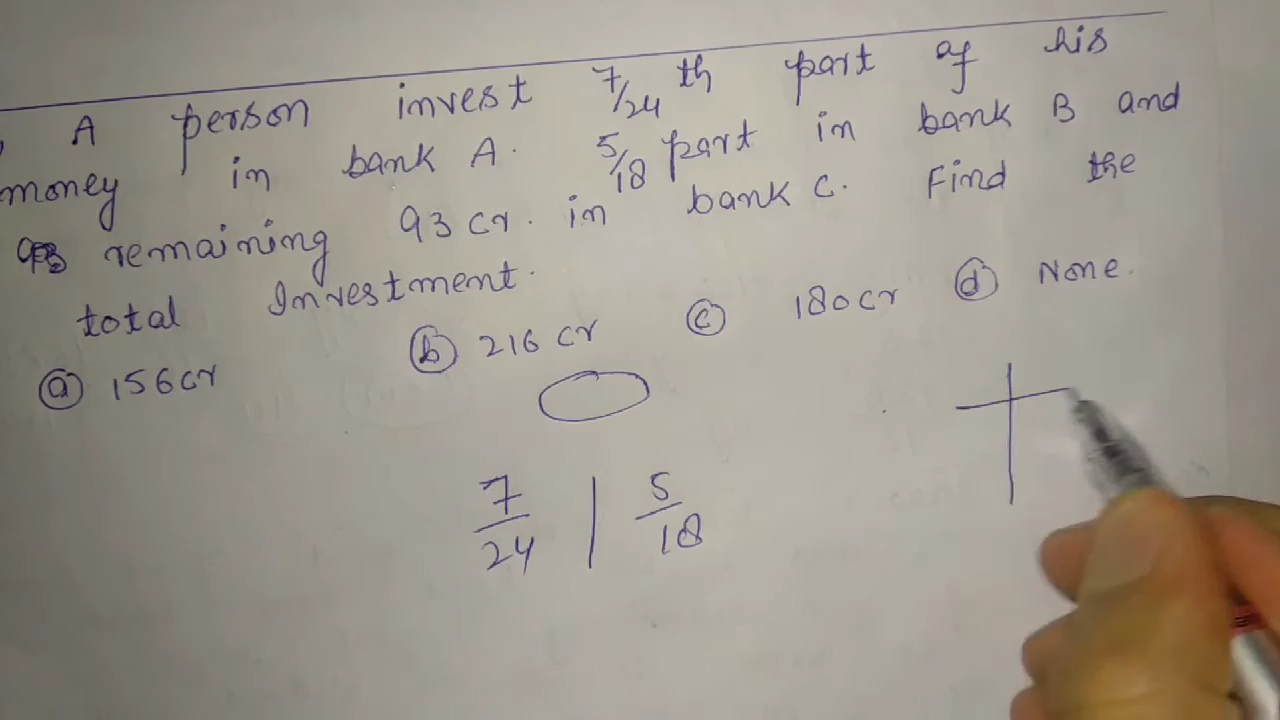 A person invest 7/24 th part of his
money in bank A. 5/18 part in bank B and
remaining 93 cr. in bank C. Find the
total Investment.
(a) 156 cr (b) 216 cr (c) 180 cr (d) None.
7/24 | 5/18